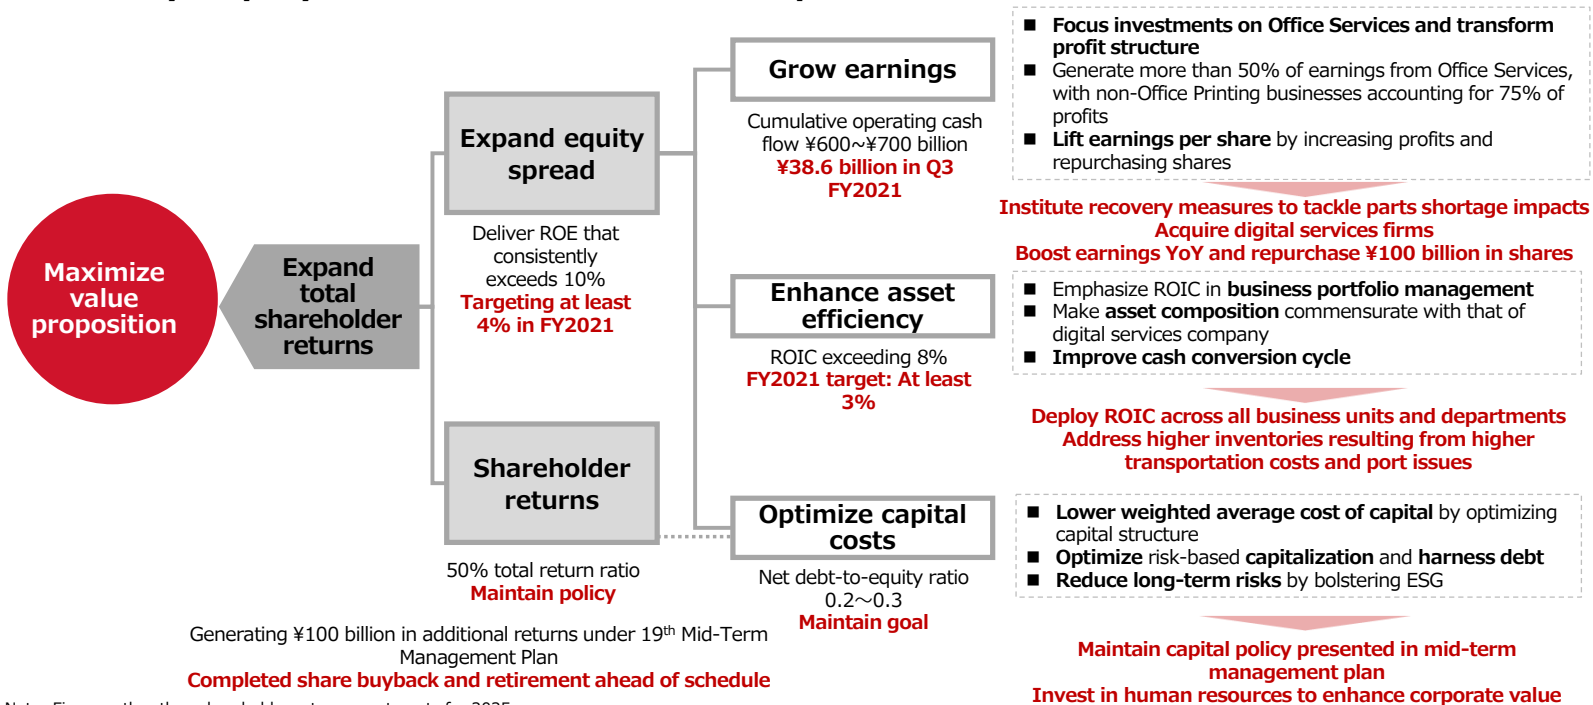 Maximize
value
proposition
Expand
total
shareholder
returns
Expand equity
spread
Deliver ROE that
consistently
exceeds 10%
Targeting at least
4% in FY2021
Shareholder
returns
50% total return ratio
Maintain policy
Generating ¥100 billion in additional returns under 19th Mid-Term
Management Plan
Completed share buyback and retirement ahead of schedule
Grow earnings
Cumulative operating cash
flow ¥600~¥700 billion
¥38.6 billion in Q3
FY2021
Enhance asset
efficiency
ROIC exceeding 8%
FY2021 target: At least
3%
Optimize capital
costs
Net debt-to-equity ratio
0.2～0.3
Maintain goal
■ Focus investments on Office Services and transform
profit structure
■ Generate more than 50% of earnings from Office Services,
with non-Office Printing businesses accounting for 75% of
profits
■ Lift earnings per share by increasing profits and
repurchasing shares
Institute recovery measures to tackle parts shortage impacts
Acquire digital services firms
Boost earnings YoY and repurchase ¥100 billion in shares
■ Emphasize ROIC in business portfolio management
■ Make asset composition commensurate with that of
digital services company
■ Improve cash conversion cycle
Deploy ROIC across all business units and departments
Address higher inventories resulting from higher
transportation costs and port issues
■ Lower weighted average cost of capital by optimizing
capital structure
■ Optimize risk-based capitalization and harness debt
■ Reduce long-term risks by bolstering ESG
Maintain capital policy presented in mid-term
management plan
Invest in human resources to enhance corporate value